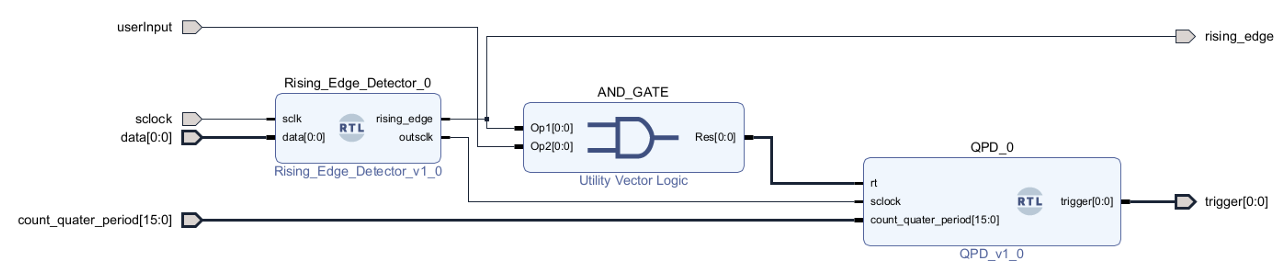 userInput
rising_edge
Rising_Edge_Detector_0
AND_GATE
sclock
sclk
rising_edge
data[0:0]
data[0:0]
RTL
outsclk
Op1[0:0]
Op2[0:0]
Res[0:0]
Rising_Edge_Detector_v1_0
Utility Vector Logic
QPD_0
rt
sclock
RTL
trigger[0:0]
trigger[0:0]
count_quater_period[15:0]
count_quater_period[15:0]
QPD_v1_0